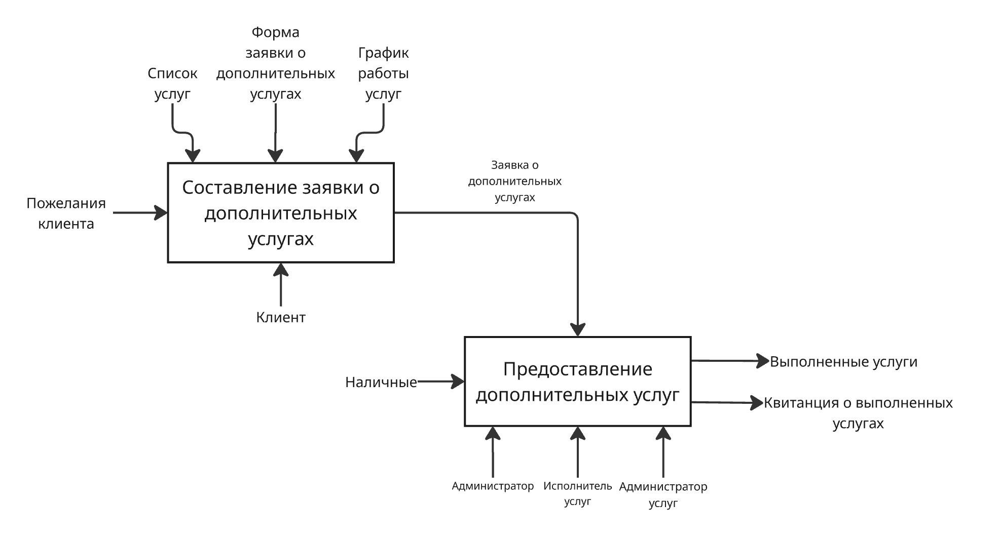 Список
услуг
Форма
заявки о
дополнительных
услугах
График
работы
услуг
Пожелания
клиента
Составление заявки о
дополнительных
услугах
Заявка о
дополнительных
услугах
Клиент
Наличные
Предоставление
дополнительных услуг
Выполненные услуги
Квитанция о выполненных
услугах
Администратор
Исполнитель
услуг
Администратор
услуг